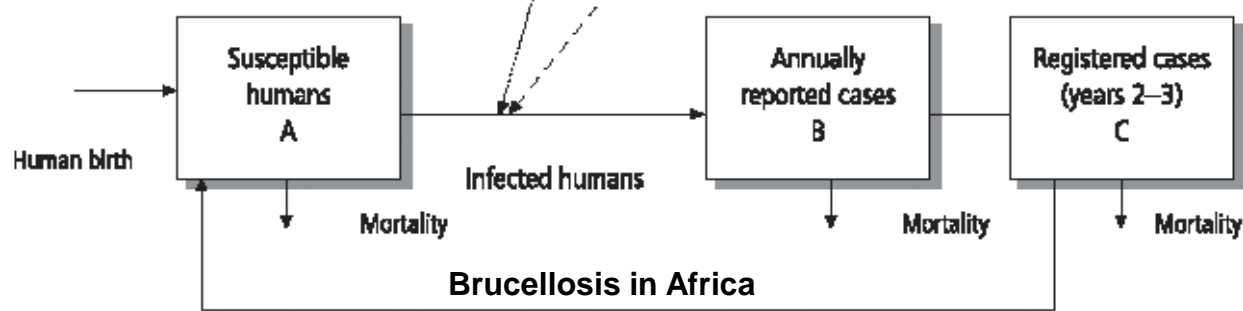 Susceptible
humans
A
Annually
reported cases
B
Registered cases
(years 2–3)
C
Human birth
Infected humans
Mortality
Mortality
Mortality
Brucellosis in Africa